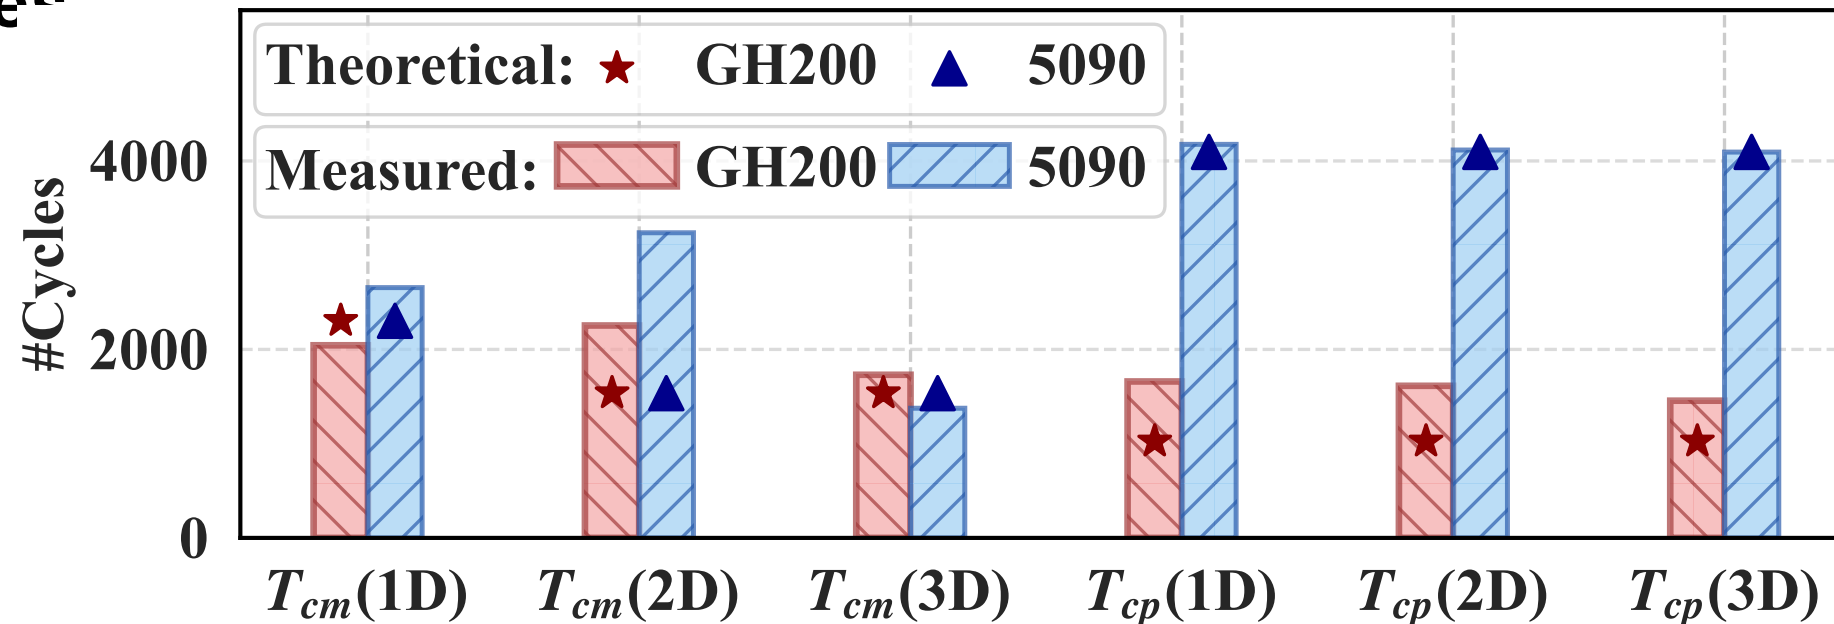 Theoretical: GH200 5090
Measured: GH200 5090
#Cycles
4000
2000
0
T_cm(1D) T_cm(2D) T_cm(3D) T_cp(1D) T_cp(2D) T_cp(3D)